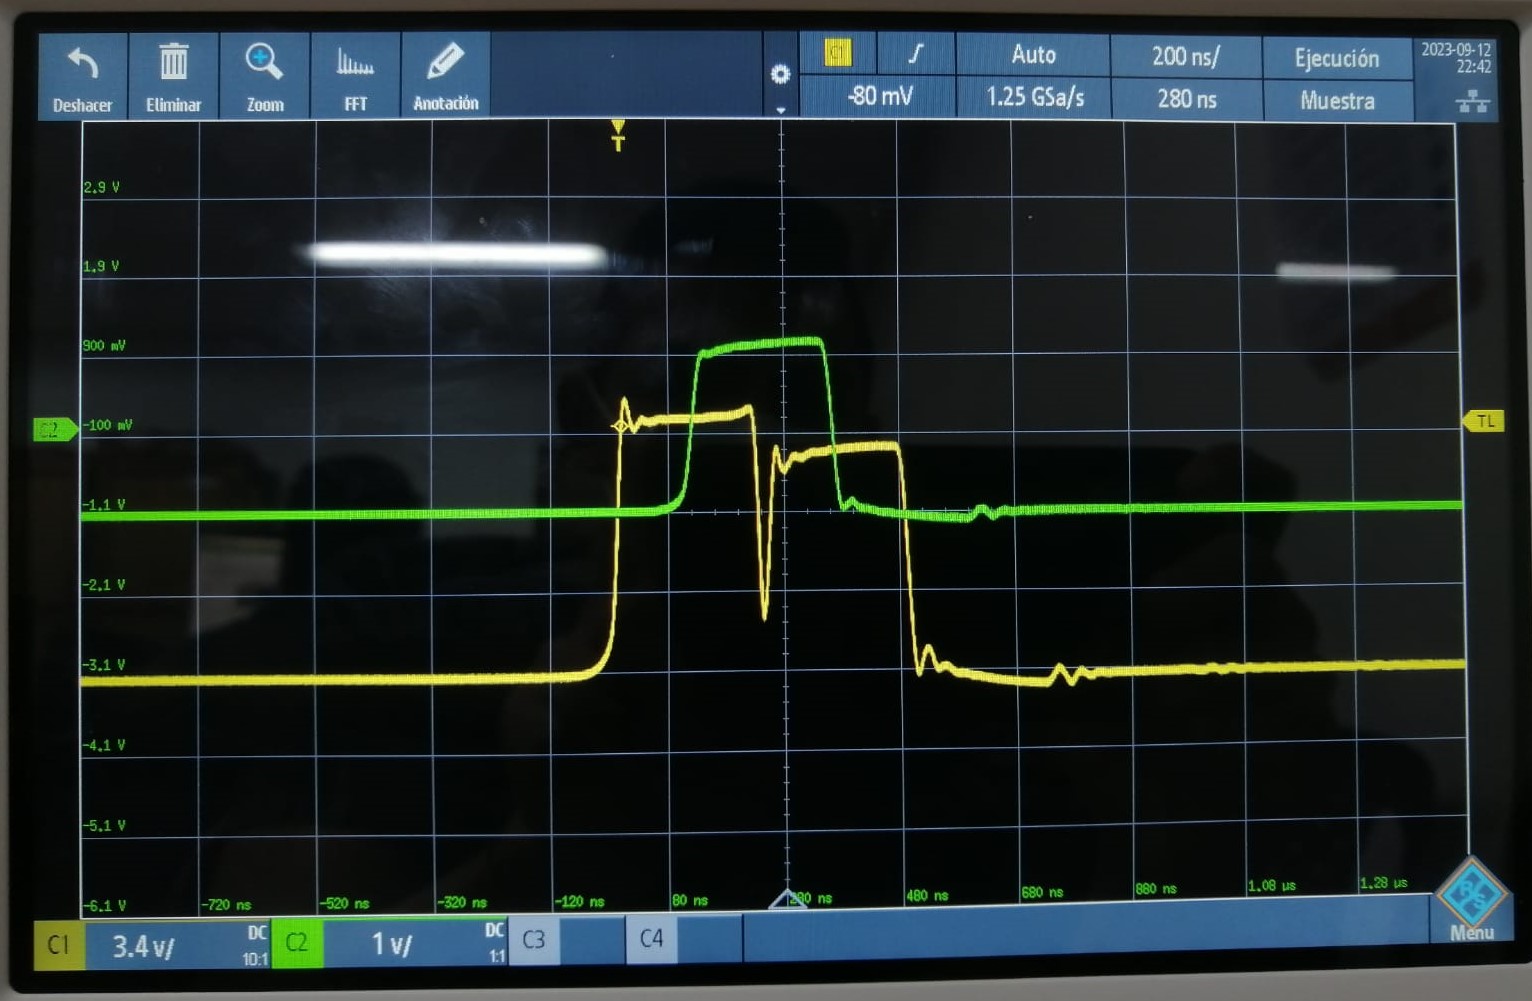 C1
Auto
200 ns/
Ejecución
2023-09-12
22:42
Deshacer
Eliminar
Zoom
FFT
Anotación
-80 mV
1.25 GSa/s
280 ns
Muestra
T
2.9 V
1.9 V
900 mV
C2
-100 mV
TL
-1.1 V
-2.1 V
-3.1 V
-4.1 V
-5.1 V
-6.1 V
-720 ns
-520 ns
-320 ns
-120 ns
80 ns
280 ns
480 ns
680 ns
880 ns
1.08 µs
1.28 µs
R/S
C1
3.4 v/
DC
10:1
C2
1 v/
DC
1:1
C3
C4
Menu